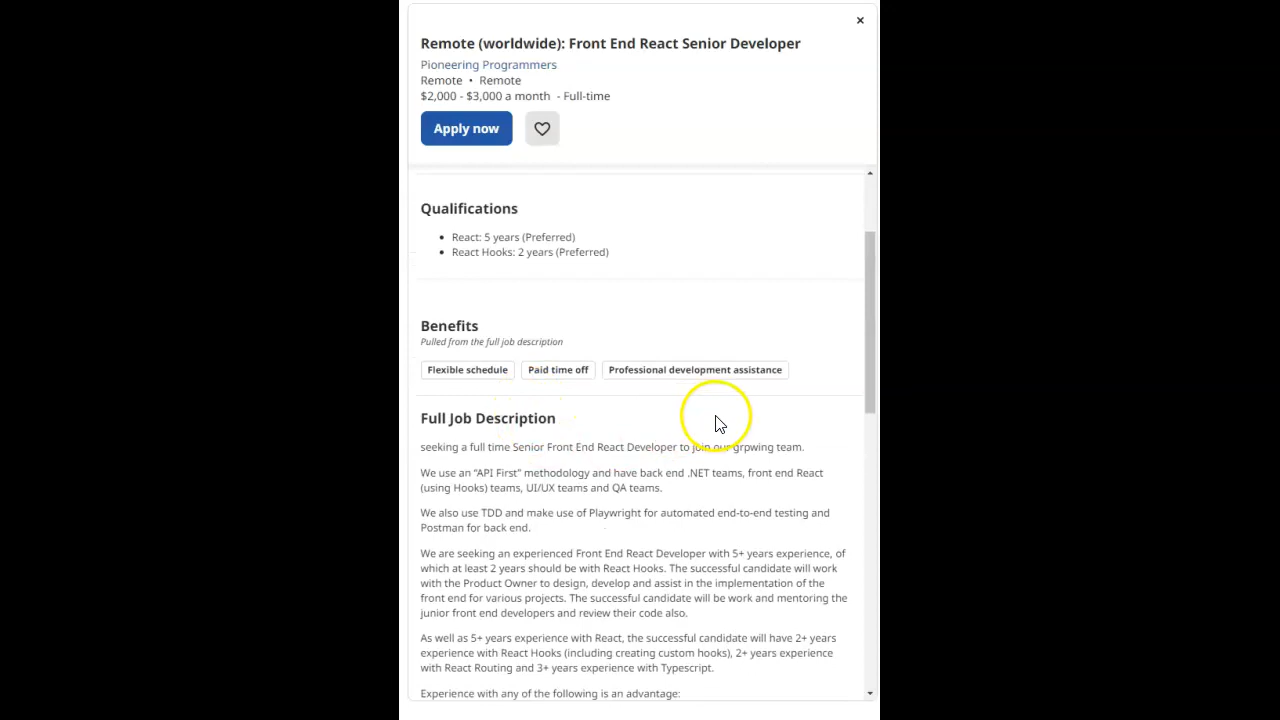 Remote (worldwide): Front End React Senior Developer
Pioneering Programmers
Remote • Remote
$2,000 - $3,000 a month - Full-time
Apply now
Qualifications
• React: 5 years (Preferred)
• React Hooks: 2 years (Preferred)
Benefits
Pulled from the full job description
Flexible schedule Paid time off Professional development assistance
Full Job Description
seeking a full time Senior Front End React Developer to join our grpwing team.
We use an “API First” methodology and have back end .NET teams, front end React
(using Hooks) teams, UI/UX teams and QA teams.
We also use TDD and make use of Playwright for automated end-to-end testing and
Postman for back end.
We are seeking an experienced Front End React Developer with 5+ years experience, of
which at least 2 years should be with React Hooks. The successful candidate will work
with the Product Owner to design, develop and assist in the implementation of the
front end for various projects. The successful candidate will be work and mentoring the
junior front end developers and review their code also.
As well as 5+ years experience with React, the successful candidate will have 2+ years
experience with React Hooks (including creating custom hooks), 2+ years experience
with React Routing and 3+ years experience with Typescript.
Experience with any of the following is an advantage: